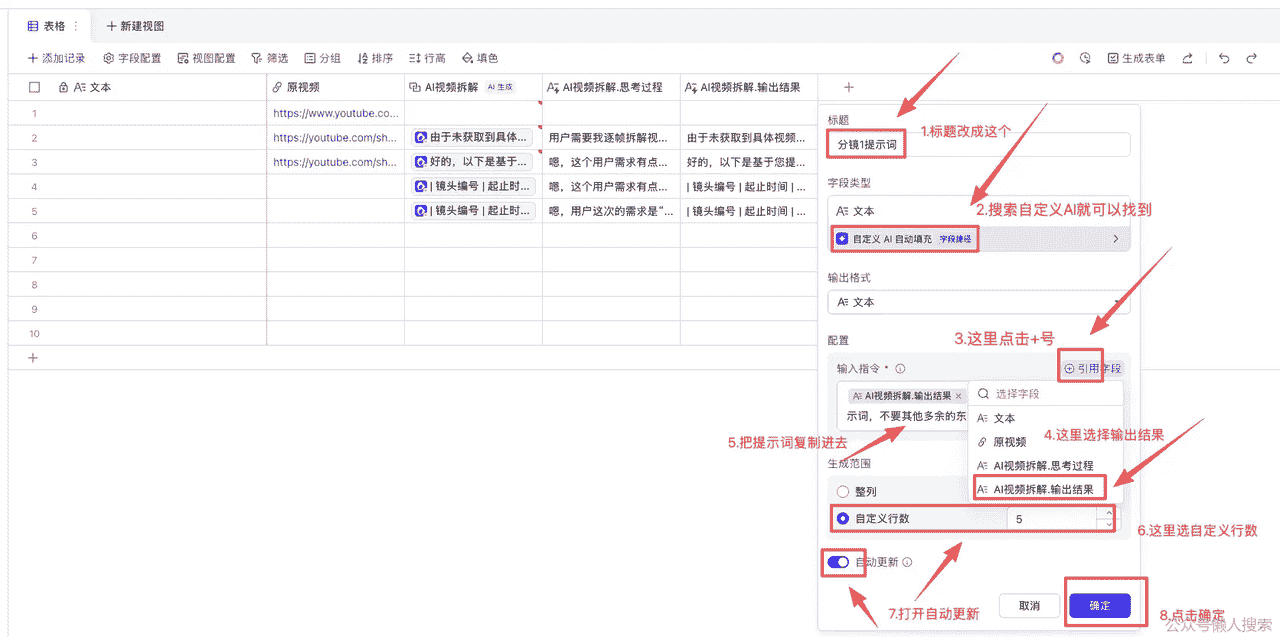 表格
新建视图
添加记录 字段配置 视图配置 筛选 分组 排序 行高 填色 生成表单
文本 原视频 AI视频拆解 AI 生成 AI视频拆解.思考过程 AI视频拆解.输出结果
1 https://www.youtube.co...
2 https://youtube.com/sh... 由于未获取到具体... 用户需要我逐帧拆解视... 由于未获取到具体视频...
3 https://youtube.com/sh... 好的，以下是基于... 嗯，这个用户需求有点... 好的，以下是基于您提...
4 | 镜头编号 | 起止时... 嗯，这个用户需求有点... | 镜头编号 | 起止时间 | ...
5 | 镜头编号 | 起止时... 嗯，用户这次的需求是“... | 镜头编号 | 起止时间 | ...
6
7
8
9
10
标题
1.标题改成这个
分镜1提示词
字段类型
文本
2.搜索自定义AI就可以找到
自定义 AI 自动填充 字段捷径
输出格式
文本
配置
3.这里点击+号
输入指令 *
引用字段
AI视频拆解.输出结果 ×
选择字段
示词，不要其他多余的东
文本
原视频
4.这里选择输出结果
5.把提示词复制进去
AI视频拆解.思考过程
生成范围
AI视频拆解.输出结果
整列
自定义行数 5
6.这里选自定义行数
自动更新
7.打开自动更新
取消 确定
8.点击确定
公众号懒人搜索